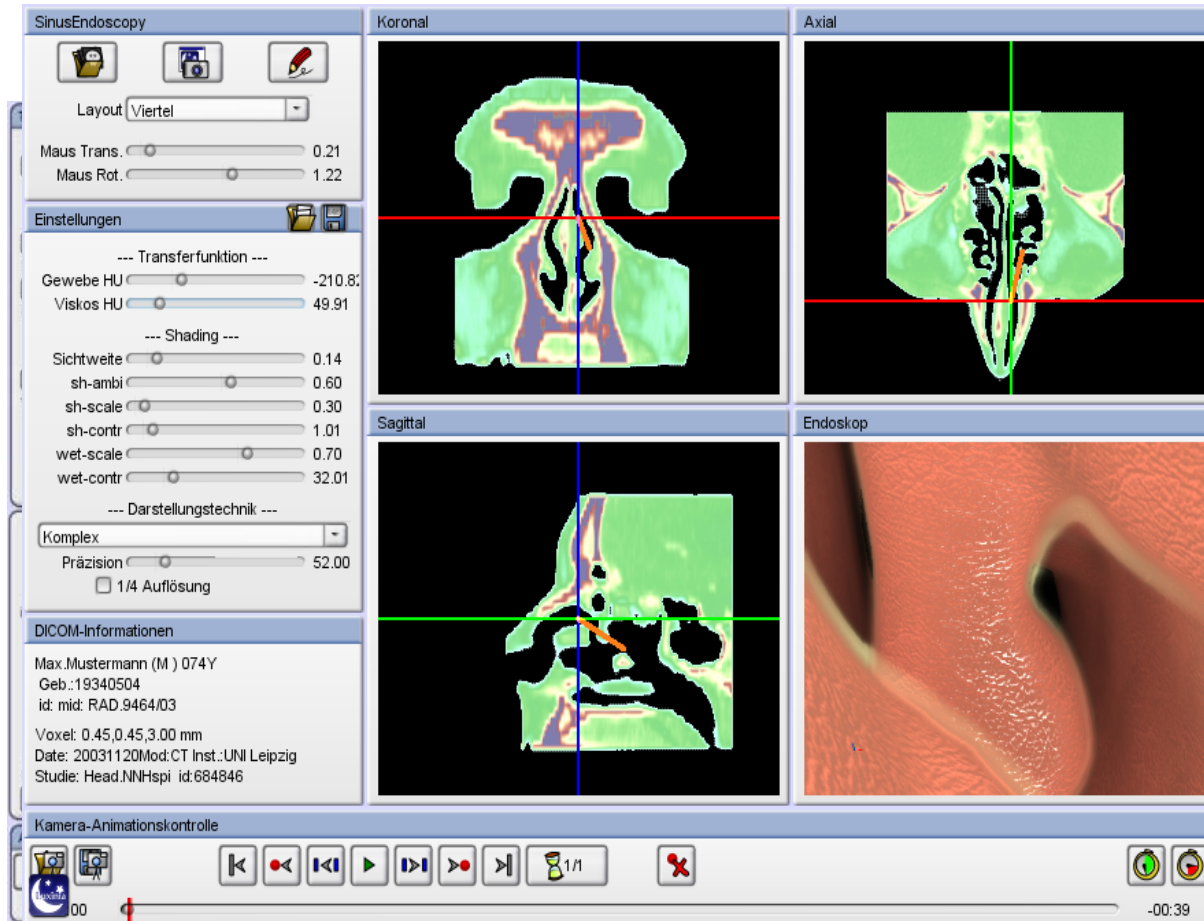 SinusEndoscopy
Layout Viertel
Maus Trans. 0.21
Maus Rot. 1.22
Einstellungen
--- Transferfunktion ---
Gewebe HU -210.82
Viskos HU 49.91
--- Shading ---
Sichtweite 0.14
sh-ambi 0.60
sh-scale 0.30
sh-contr 1.01
wet-scale 0.70
wet-contr 32.01
--- Darstellungstechnik ---
Komplex
Präzision 52.00
1/4 Auflösung
DICOM-Informationen
Max.Mustermann (M ) 074Y
Geb.:19340504
id: mid: RAD.9464/03
Voxel: 0.45,0.45,3.00 mm
Date: 20031120Mod:CT Inst.:UNI Leipzig
Studie: Head.NNHspi id:684846
Koronal
Axial
Sagittal
Endoskop
Kamera-Animationskontrolle
1/1
00
-00:39